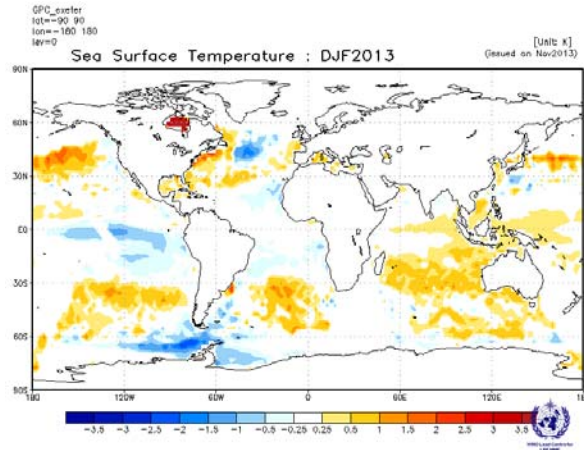 GPC_exeter
lat=-90 90
lon=-180 180
lev=0
[Unit: K]
Sea Surface Temperature : DJF2013
(issued on Nov2013)
90N
60N
30N
EQ
30S
60S
90S
180 120W 60W 0 60E 120E 180
-3.5 -3 -2.5 -2 -1.5 -1 -0.5 -0.25 0.25 0.5 1 1.5 2 2.5 3 3.5